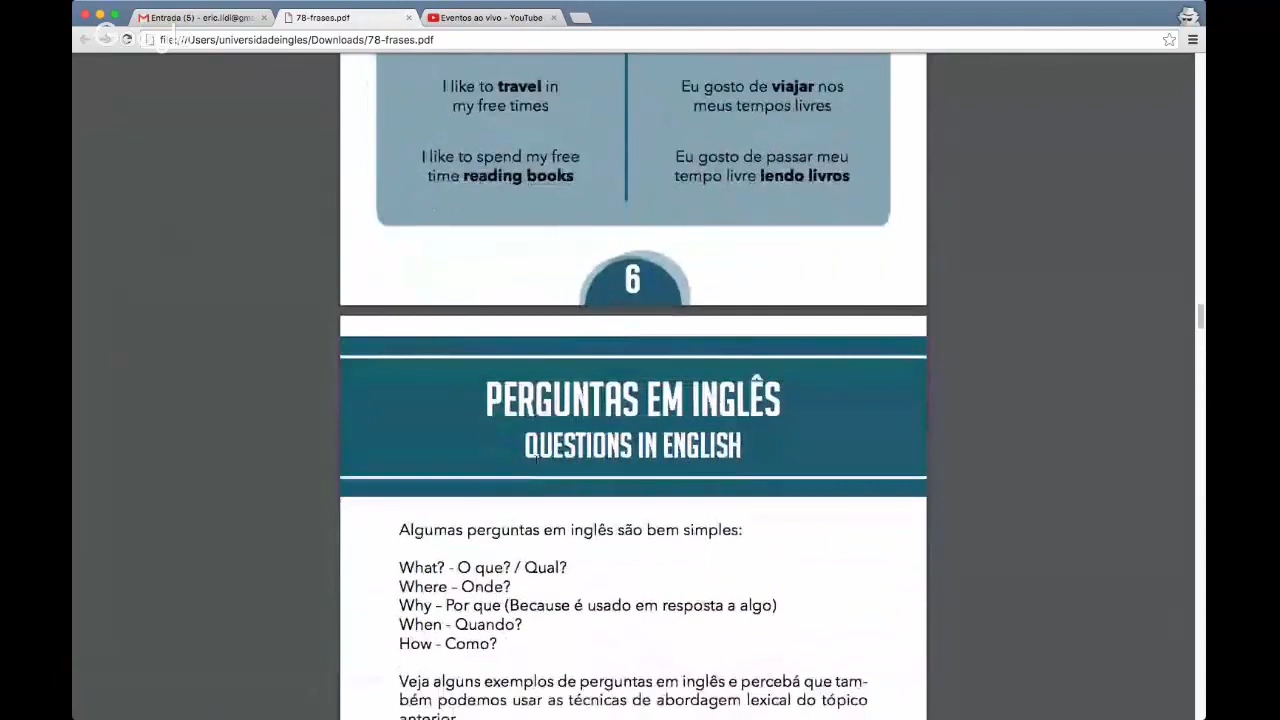 Entrada (5) - eric.lidi@gm
78-frases.pdf
Eventos ao vivo - YouTube
file:///Users/universidadeingles/Downloads/78-frases.pdf
I like to travel in
my free times
Eu gosto de viajar nos
meus tempos livres
I like to spend my free
time reading books
Eu gosto de passar meu
tempo livre lendo livros
6
PERGUNTAS EM INGLÊS
QUESTIONS IN ENGLISH
Algumas perguntas em inglês são bem simples:
What? - O que? / Qual?
Where - Onde?
Why - Por que (Because é usado em resposta a algo)
When - Quando?
How - Como?
Veja alguns exemplos de perguntas em inglês e percebá que tam-
bém podemos usar as técnicas de abordagem lexical do tópico
anterior